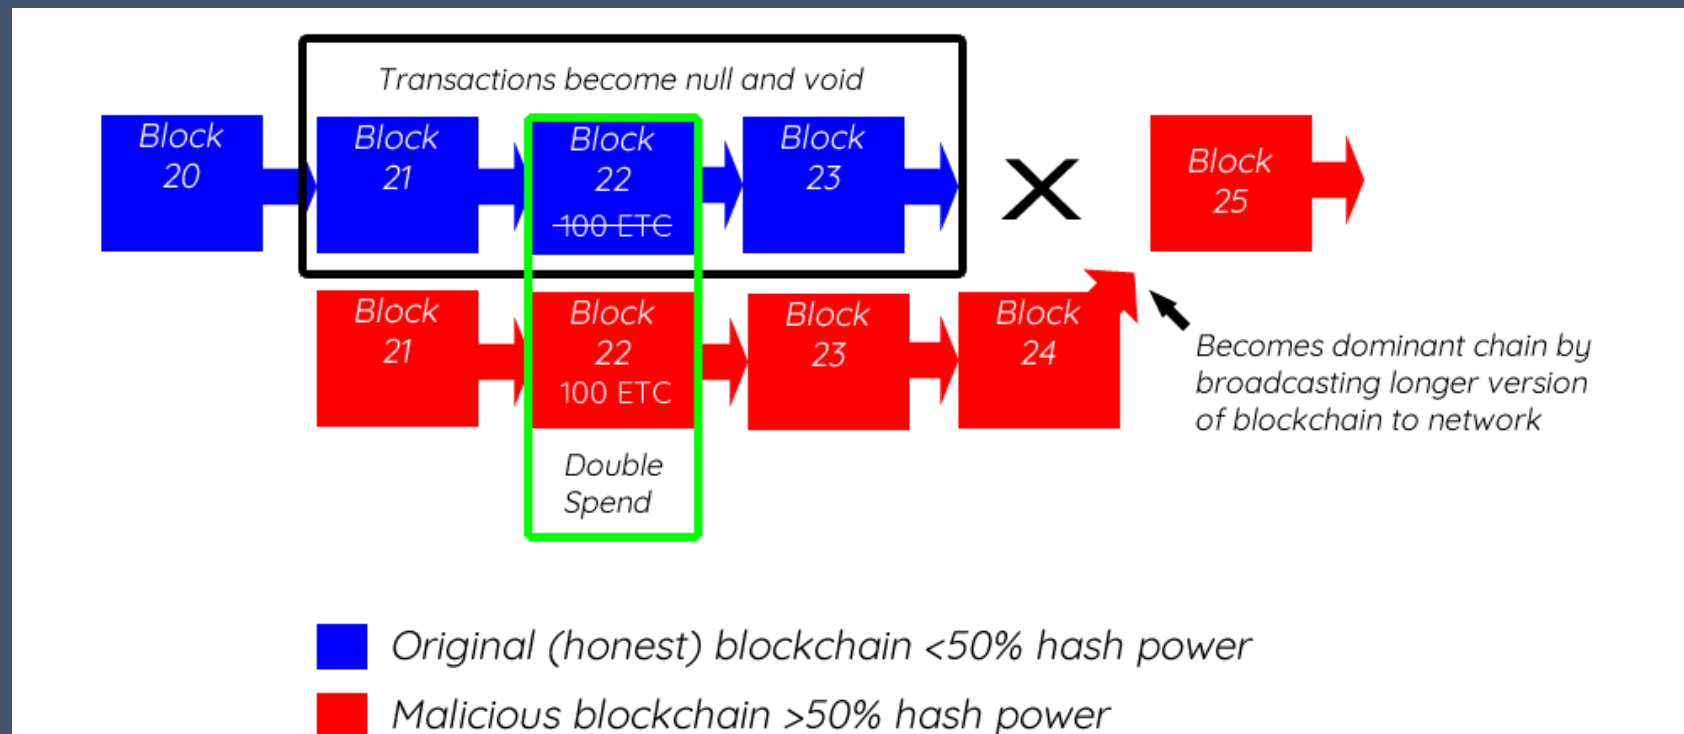 Transactions become null and void
Block
20
Block
21
Block
22
100 ETC
Block
23
Block
25
Block
21
Block
22
100 ETC
Block
23
Block
24
Becomes dominant chain by
broadcasting longer version
of blockchain to network
Double
Spend
Original (honest) blockchain <50% hash power
Malicious blockchain >50% hash power